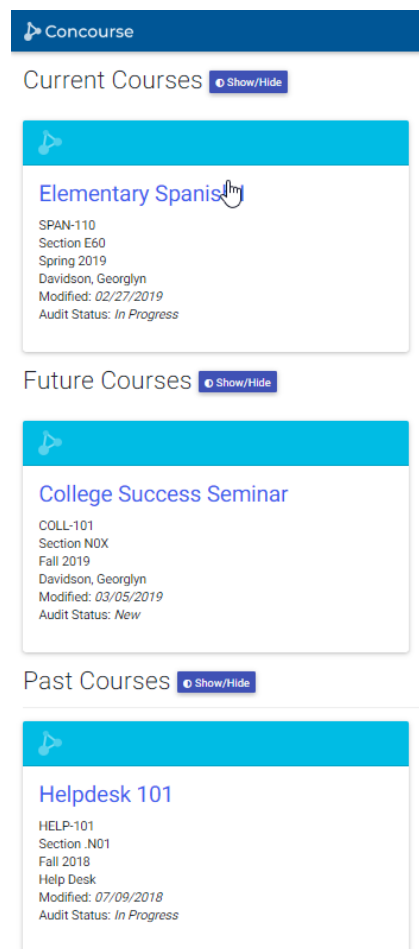 Concourse
Current Courses Show/Hide
Elementary Spanish I
SPAN-110
Section E60
Spring 2019
Davidson, Georglyn
Modified: 02/27/2019
Audit Status: In Progress
Future Courses Show/Hide
College Success Seminar
COLL-101
Section N0X
Fall 2019
Davidson, Georglyn
Modified: 03/05/2019
Audit Status: New
Past Courses Show/Hide
Helpdesk 101
HELP-101
Section .N01
Fall 2018
Help Desk
Modified: 07/09/2018
Audit Status: In Progress